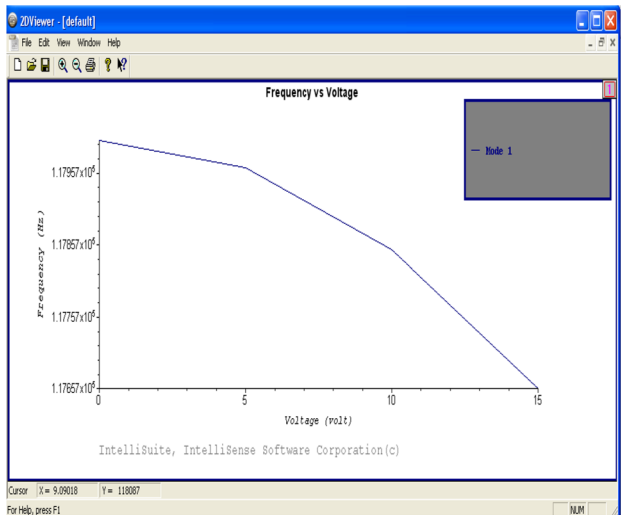 2DViewer - [default]
File Edit View Window Help
Frequency vs Voltage
1
Mode 1
1.17957x10⁶
1.17857x10⁶
1.17757x10⁶
1.17657x10⁶
Frequency (Hz)
0 5 10 15
Voltage (volt)
IntelliSuite, IntelliSense Software Corporation(c)
Cursor X = 9.09018 Y = 118087
For Help, press F1 NUM